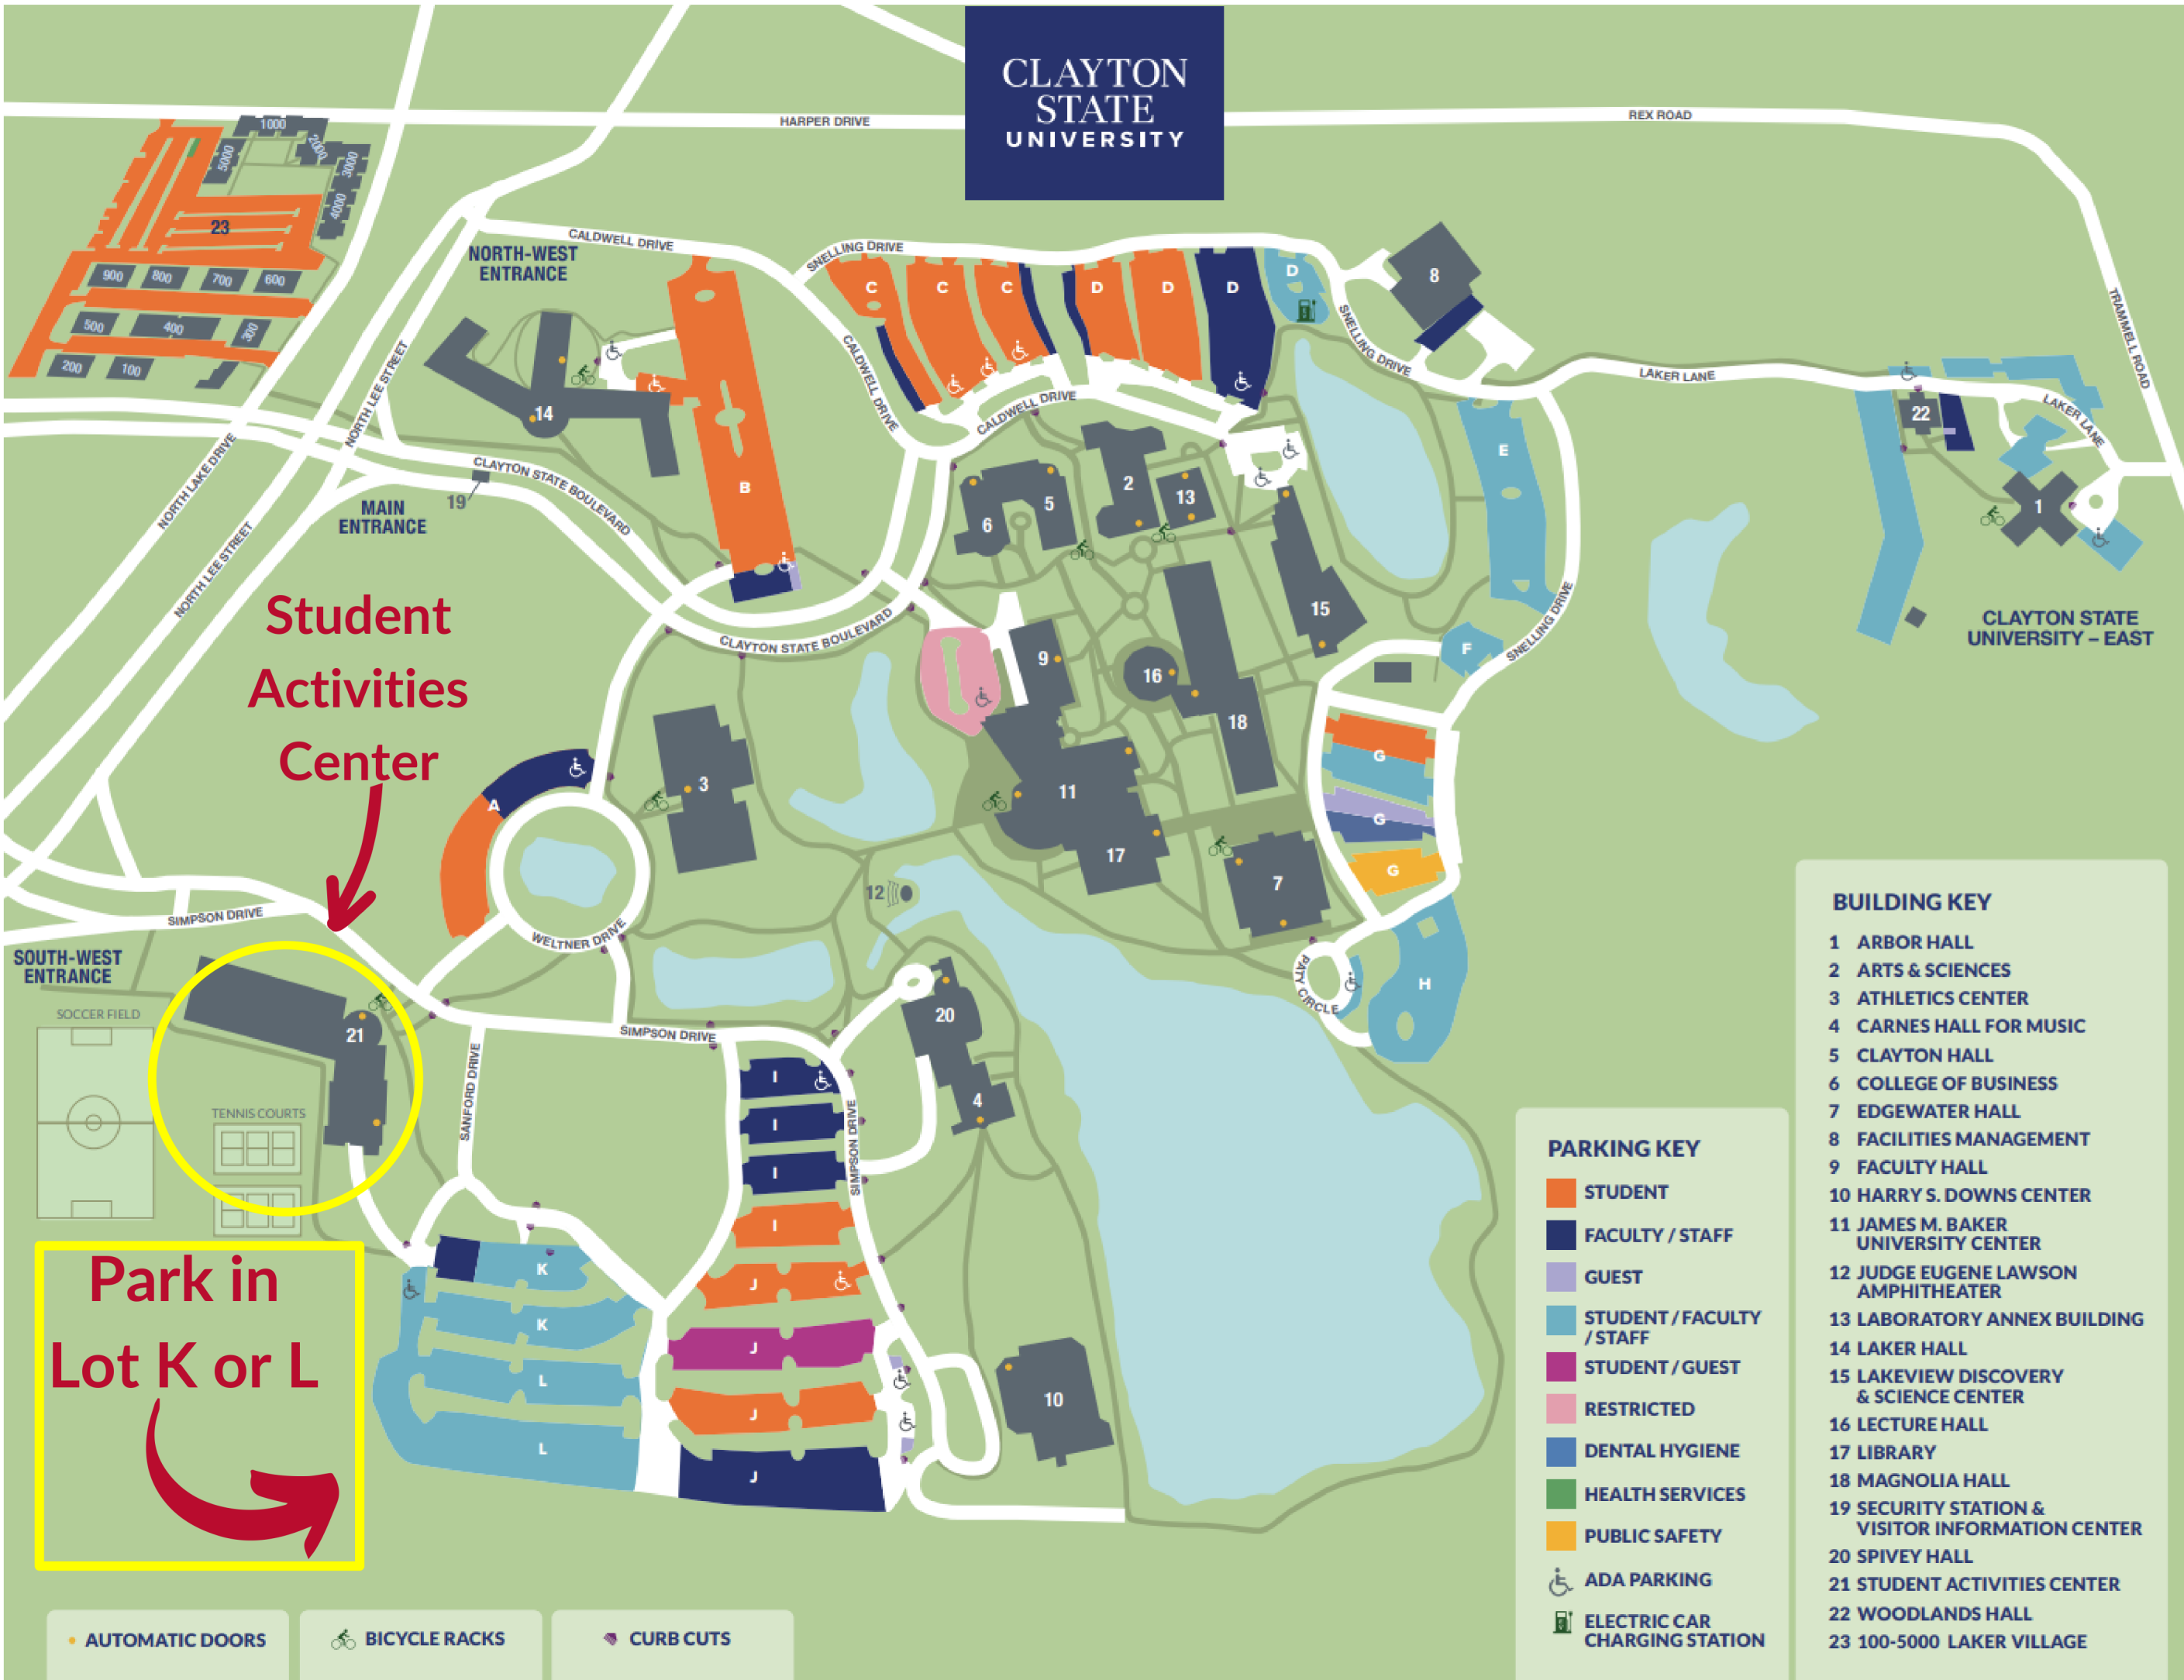 CLAYTON
STATE
UNIVERSITY
HARPER DRIVE
REX ROAD
TRAMMELL ROAD
1000
2000
3000
4000
5000
23
900
800
700
600
500
400
300
200
100
CALDWELL DRIVE
NORTH-WEST
ENTRANCE
SNELLING DRIVE
C
C
C
D
D
D
D
8
CALDWELL DRIVE
CALDWELL DRIVE
SNELLING DRIVE
LAKER LANE
LAKER LANE
22
1
CLAYTON STATE
UNIVERSITY – EAST
NORTH LEE STREET
NORTH LAKE DRIVE
NORTH LEE STREET
14
B
CLAYTON STATE BOULEVARD
19
MAIN
ENTRANCE
6
5
2
13
E
15
F
SNELLING DRIVE
CLAYTON STATE BOULEVARD
9
16
18
11
17
7
G
G
G
H
PATY CIRCLE
12
3
A
WELTNER DRIVE
Student
Activities
Center
SIMPSON DRIVE
SOUTH-WEST
ENTRANCE
SOCCER FIELD
21
TENNIS COURTS
SANFORD DRIVE
SIMPSON DRIVE
SIMPSON DRIVE
20
4
10
I
I
I
I
J
J
J
J
K
K
L
L
Park in
Lot K or L
AUTOMATIC DOORS
BICYCLE RACKS
CURB CUTS
PARKING KEY
STUDENT
FACULTY / STAFF
GUEST
STUDENT / FACULTY
/ STAFF
STUDENT / GUEST
RESTRICTED
DENTAL HYGIENE
HEALTH SERVICES
PUBLIC SAFETY
ADA PARKING
ELECTRIC CAR
CHARGING STATION
BUILDING KEY
1 ARBOR HALL
2 ARTS & SCIENCES
3 ATHLETICS CENTER
4 CARNES HALL FOR MUSIC
5 CLAYTON HALL
6 COLLEGE OF BUSINESS
7 EDGEWATER HALL
8 FACILITIES MANAGEMENT
9 FACULTY HALL
10 HARRY S. DOWNS CENTER
11 JAMES M. BAKER
UNIVERSITY CENTER
12 JUDGE EUGENE LAWSON
AMPHITHEATER
13 LABORATORY ANNEX BUILDING
14 LAKER HALL
15 LAKEVIEW DISCOVERY
& SCIENCE CENTER
16 LECTURE HALL
17 LIBRARY
18 MAGNOLIA HALL
19 SECURITY STATION &
VISITOR INFORMATION CENTER
20 SPIVEY HALL
21 STUDENT ACTIVITIES CENTER
22 WOODLANDS HALL
23 100-5000 LAKER VILLAGE